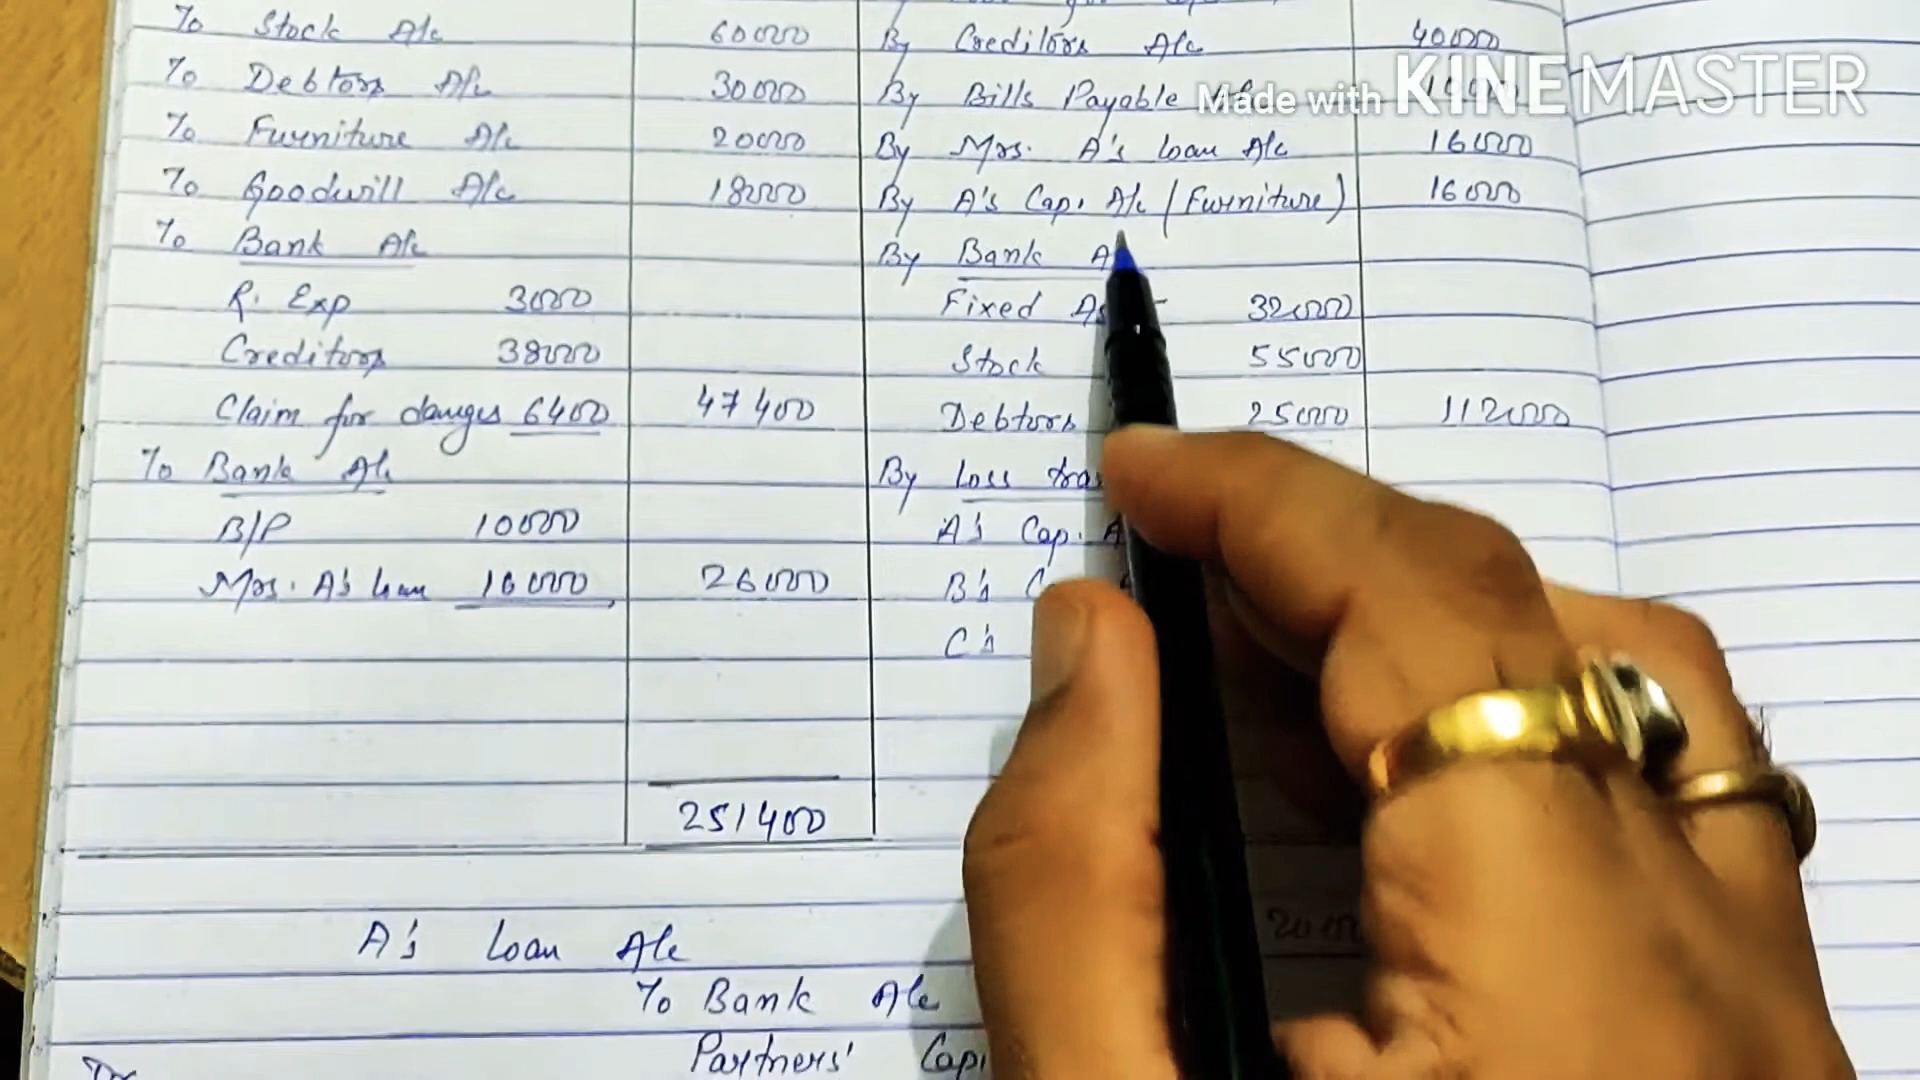 To Stock A/c 60000 By Creditors A/c 40000
To Debtors A/c 30000 By Bills Payable
Made with KINEMASTER
To Furniture A/c 20000 By Mrs. A's loan A/c 16000
To Goodwill A/c 18000 By A's Cap. A/c (Furniture) 16000
To Bank A/c By Bank A
R. Exp 3000 Fixed 32000
Creditors 38000 Stock 55000
Claim for damges 6400 47400 Debtors 25000 112000
To Bank A/c By Loss
B/P 10000 A's Cap. A
Mrs. A's loan 16000 26000 B's
C's
251400
A's Loan A/c
To Bank A/c
Partners' Capi
Dr